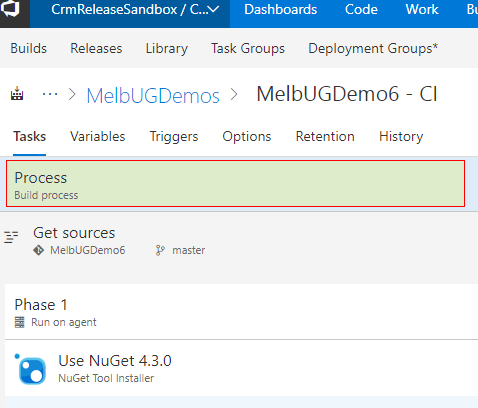 CrmReleaseSandbox / C... Dashboards Code Work
Builds Releases Library Task Groups Deployment Groups*
... > MelbUGDemos > MelbUGDemo6 - CI
Tasks Variables Triggers Options Retention History
Process
Build process
Get sources
MelbUGDemo6 master
Phase 1
Run on agent
Use NuGet 4.3.0
NuGet Tool Installer